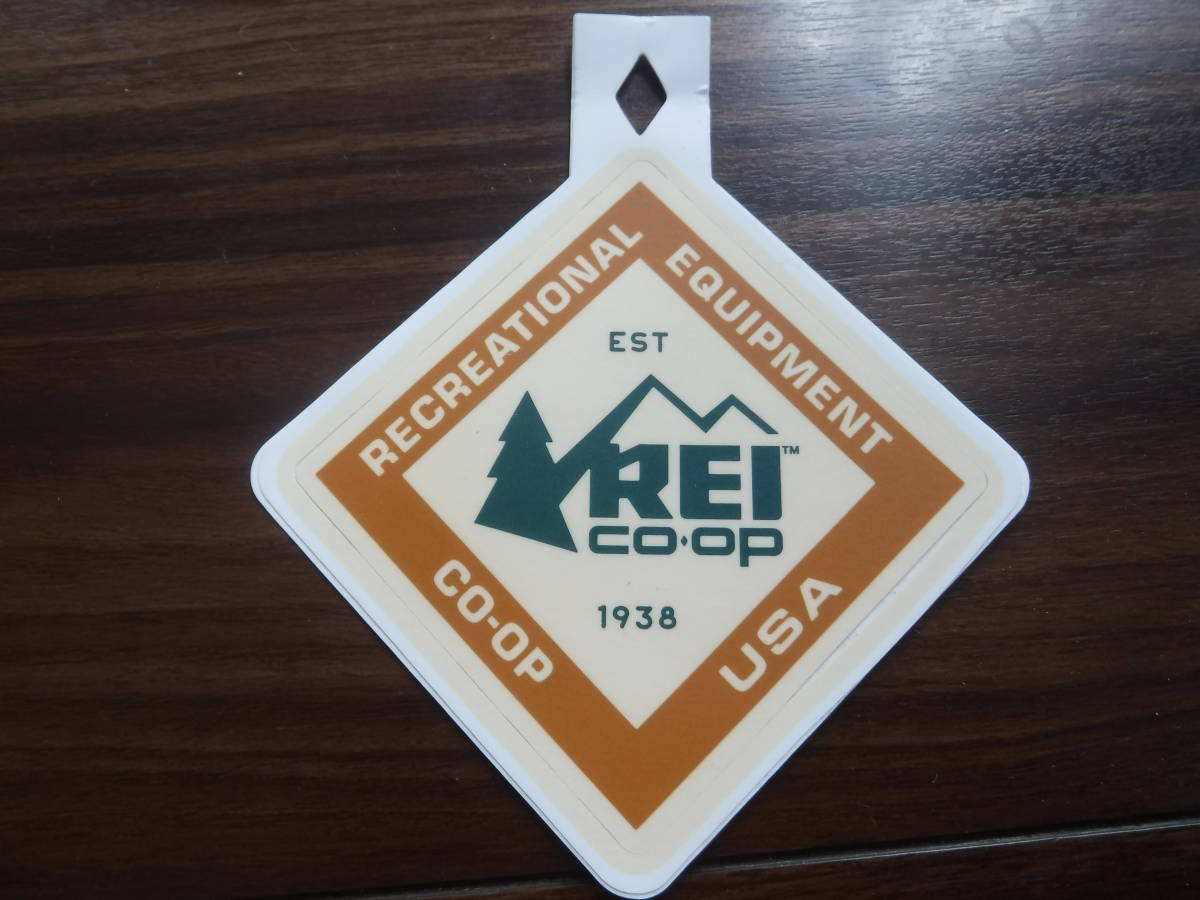 RECREATIONAL
EQUIPMENT
EST
REI™
CO·OP
1938
CO-OP
USA